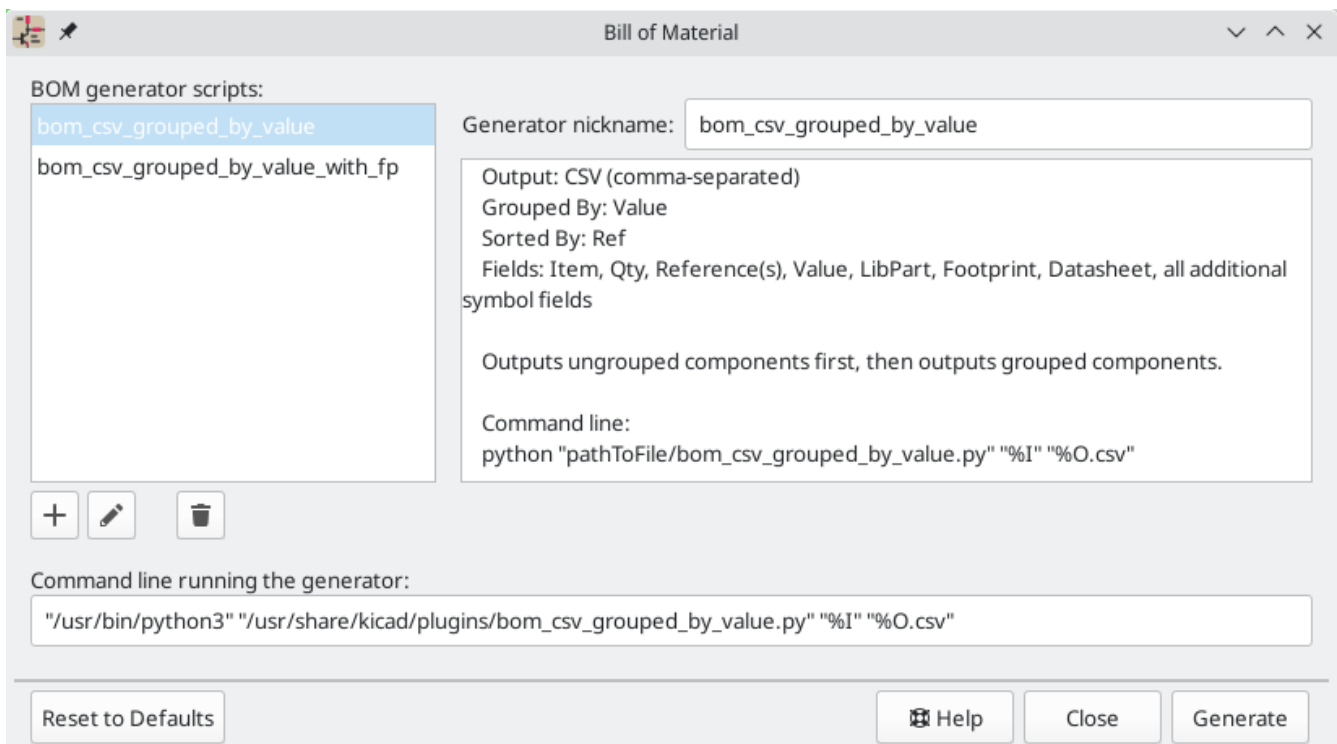 Bill of Material
BOM generator scripts:
bom_csv_grouped_by_value
bom_csv_grouped_by_value_with_fp
Generator nickname: bom_csv_grouped_by_value
Output: CSV (comma-separated)
Grouped By: Value
Sorted By: Ref
Fields: Item, Qty, Reference(s), Value, LibPart, Footprint, Datasheet, all additional
symbol fields
Outputs ungrouped components first, then outputs grouped components.
Command line:
python "pathToFile/bom_csv_grouped_by_value.py" "%I" "%O.csv"
Command line running the generator:
"/usr/bin/python3" "/usr/share/kicad/plugins/bom_csv_grouped_by_value.py" "%I" "%O.csv"
Reset to Defaults Help Close Generate